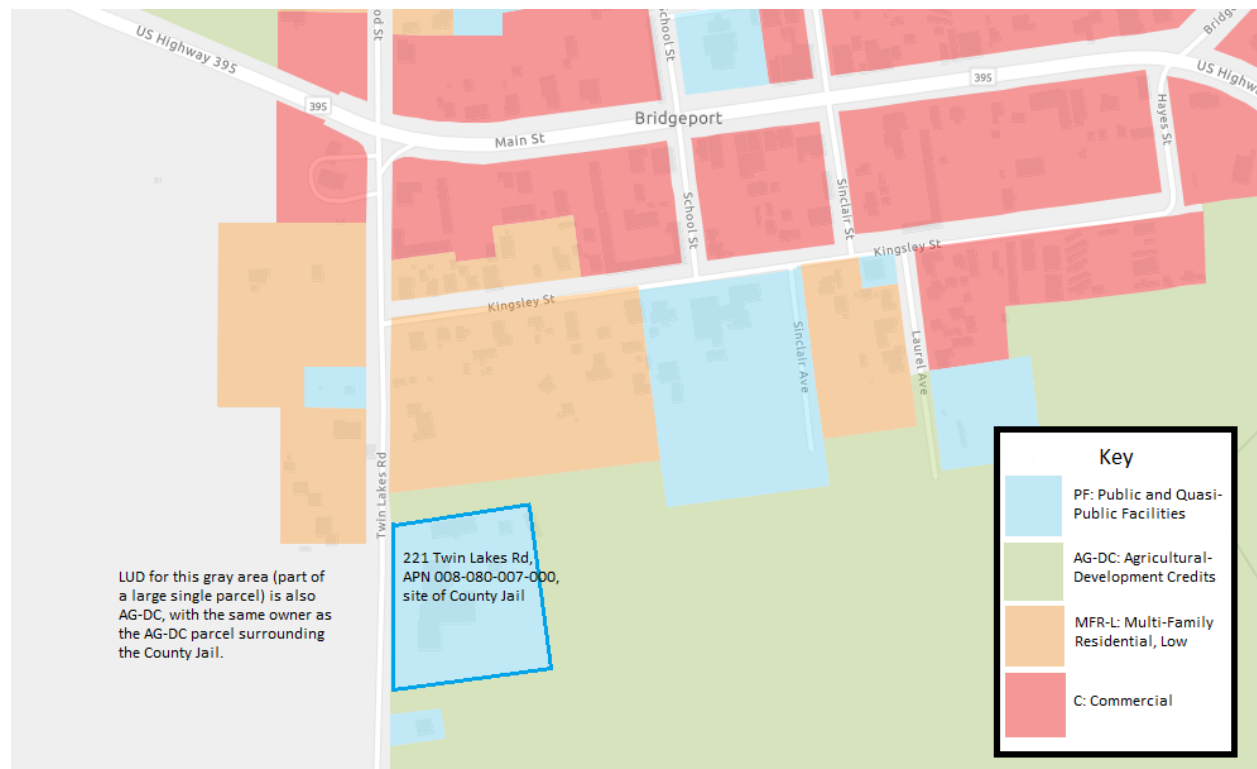 US Highway 395
od St
School St
Bridge
395
395
US Highway
Bridgeport
Main St
Hayes St
School St
Sinclair St
Kingsley St
Kingsley St
Sinclair Ave
Laurel Ave
Twin Lakes Rd
221 Twin Lakes Rd,
APN 008-080-007-000,
site of County Jail
LUD for this gray area (part of
a large single parcel) is also
AG-DC, with the same owner as
the AG-DC parcel surrounding
the County Jail.
Key
PF: Public and Quasi-
Public Facilities
AG-DC: Agricultural-
Development Credits
MFR-L: Multi-Family
Residential, Low
C: Commercial